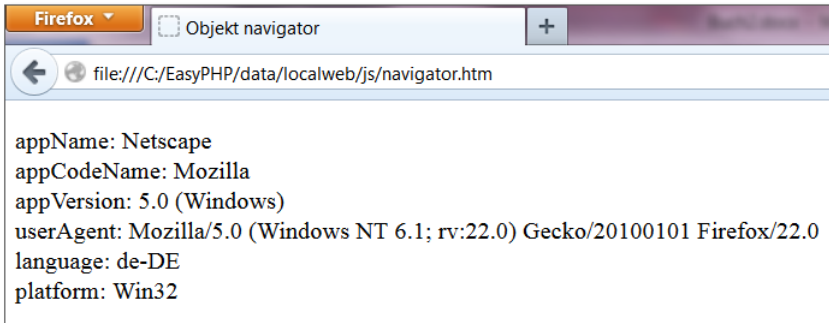 Firefox
Objekt navigator
file:///C:/EasyPHP/data/localweb/js/navigator.htm
appName: Netscape
appCodeName: Mozilla
appVersion: 5.0 (Windows)
userAgent: Mozilla/5.0 (Windows NT 6.1; rv:22.0) Gecko/20100101 Firefox/22.0
language: de-DE
platform: Win32